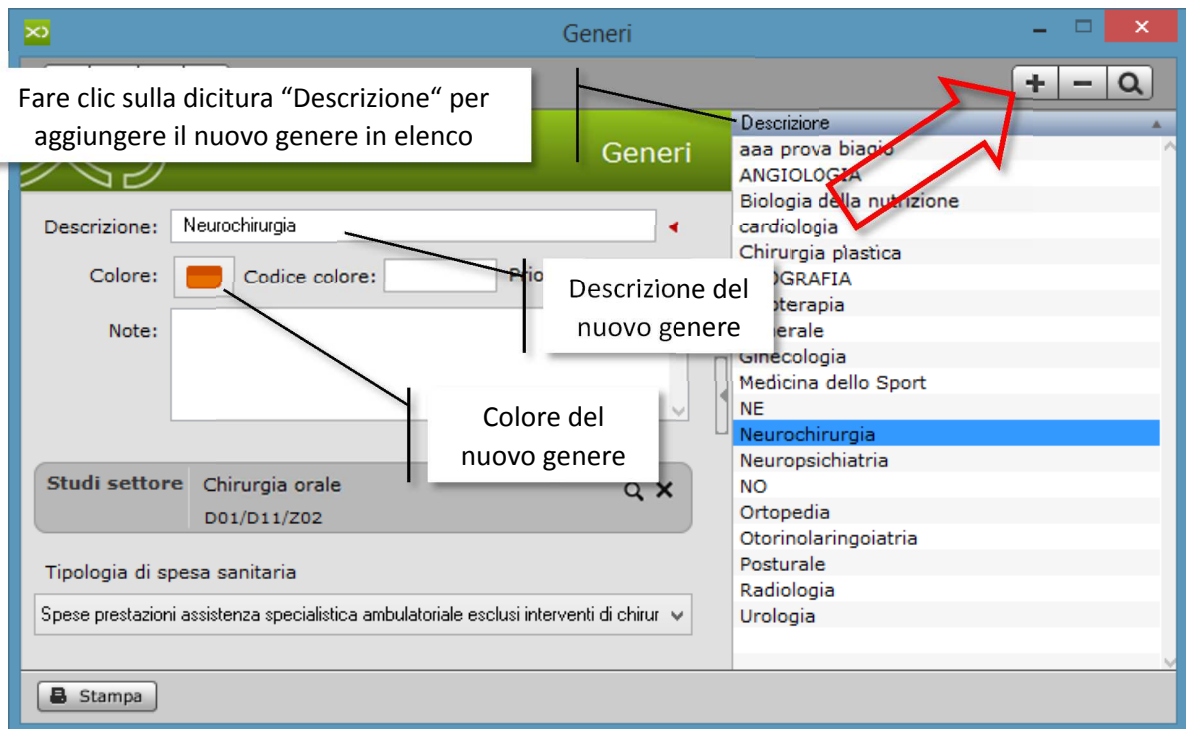 Generi
Fare clic sulla dicitura “Descrizione“ per
aggiungere il nuovo genere in elenco
Generi
Descrizione: Neurochirurgia
Colore:
Codice colore:
Descrizione del
nuovo genere
Note:
Colore del
nuovo genere
Studi settore
Chirurgia orale
D01/D11/Z02
Tipologia di spesa sanitaria
Spese prestazioni assistenza specialistica ambulatoriale esclusi interventi di chirur
Stampa
Descrizione
aaa prova biagio
ANGIOLOGIA
Biologia della nutrizione
cardiologia
Chirurgia plastica
Ginecologia
Medicina dello Sport
NE
Neurochirurgia
Neuropsichiatria
NO
Ortopedia
Otorinolaringoiatria
Posturale
Radiologia
Urologia